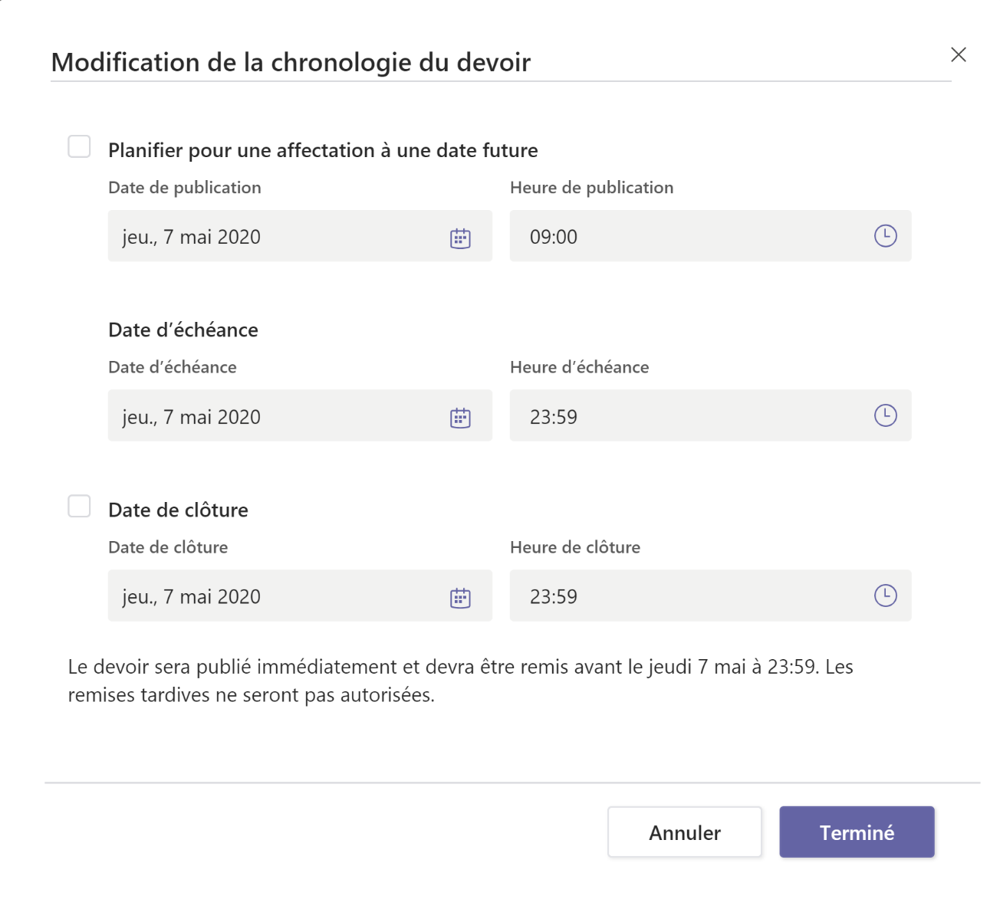 Modification de la chronologie du devoir
Planifier pour une affectation à une date future
Date de publication
Heure de publication
jeu., 7 mai 2020
09:00
Date d’échéance
Date d’échéance
Heure d’échéance
jeu., 7 mai 2020
23:59
Date de clôture
Date de clôture
Heure de clôture
jeu., 7 mai 2020
23:59
Le devoir sera publié immédiatement et devra être remis avant le jeudi 7 mai à 23:59. Les
remises tardives ne seront pas autorisées.
Annuler
Terminé